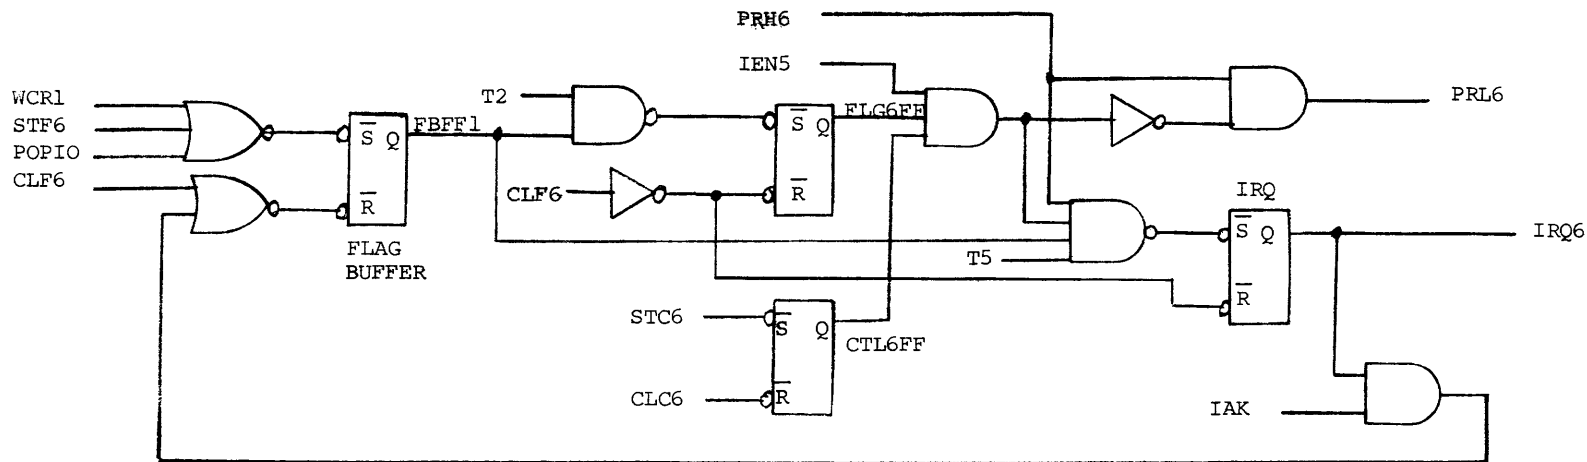 PRH6
IEN5
WCR1
STF6
POPIO
CLF6
T2
S Q
FBFF1
S Q
FLG6FF
PRL6
R
CLF6
R
FLAG
BUFFER
IRQ
S Q
IRQ6
T5
R
STC6
S Q
CTL6FF
CLC6
R
IAK